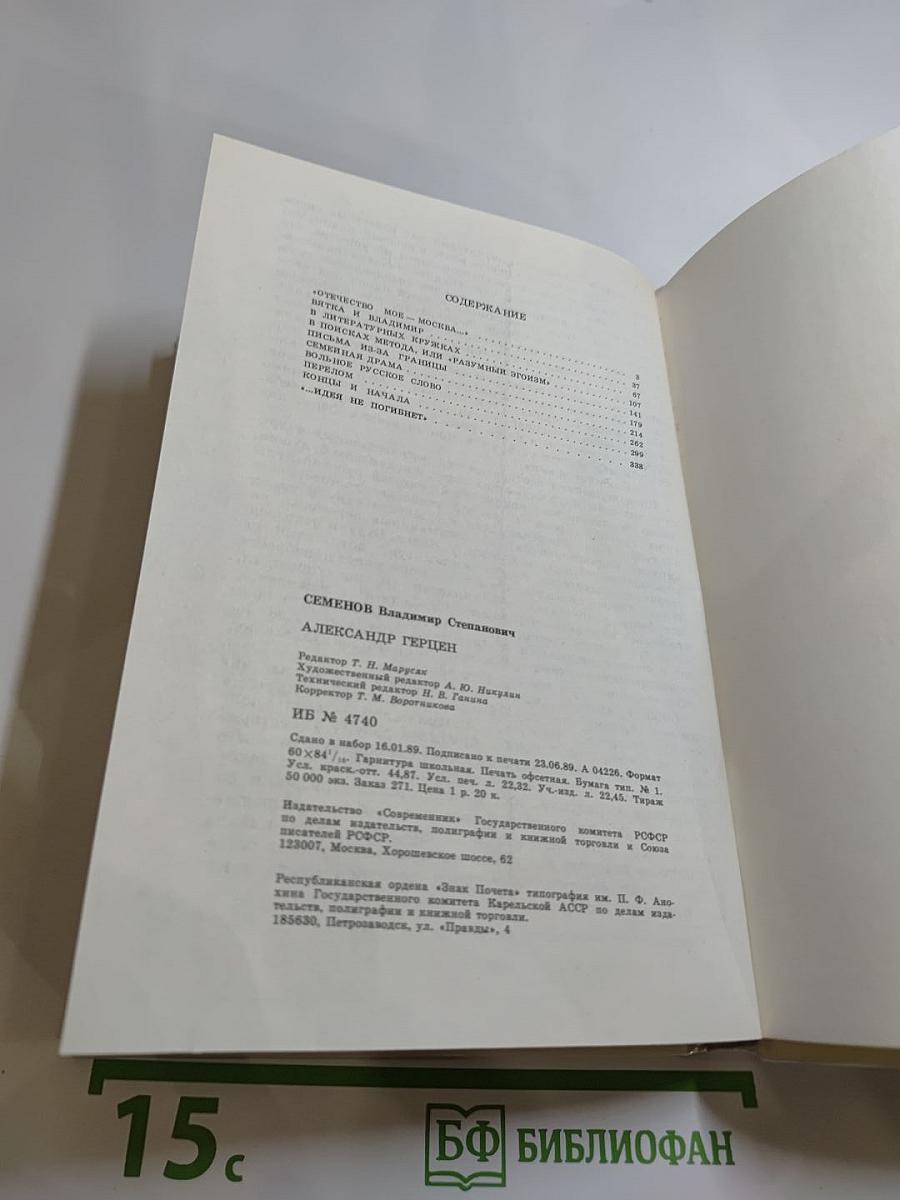 СОДЕРЖАНИЕ
«ОТЕЧЕСТВО МОЕ — МОСКВА...» . . . 3
ВЯТКА И ВЛАДИМИР . . . 37
В ЛИТЕРАТУРНЫХ КРУЖКАХ . . . 67
В ПОИСКАХ МЕТОДА, ИЛИ «РАЗУМНЫЙ ЭГОИЗМ» . . . 107
ПИСЬМА ИЗ-ЗА ГРАНИЦЫ . . . 141
СЕМЕЙНАЯ ДРАМА . . . 179
ВОЛЬНОЕ РУССКОЕ СЛОВО . . . 214
ПЕРЕЛОМ . . . 262
КОНЦЫ И НАЧАЛА . . . 299
«...ИДЕЯ НЕ ПОГИБНЕТ» . . . 338
СЕМЕНОВ Владимир Степанович
АЛЕКСАНДР ГЕРЦЕН
Редактор Т. Н. Марусяк
Художественный редактор А. Ю. Никулин
Технический редактор Н. В. Ганина
Корректор Т. М. Воротникова
ИБ № 4740
Сдано в набор 16.01.89. Подписано к печати 23.06.89. А 04226. Формат
60×84¹/₁₆. Гарнитура школьная. Печать офсетная. Бумага тип. № 1.
Усл. краск.-отт. 44,87. Усл. печ. л. 22,32. Уч.-изд. л. 22,45. Тираж
50 000 экз. Заказ 271. Цена 1 р. 20 к.
Издательство «Современник» Государственного комитета РСФСР
по делам издательств, полиграфии и книжной торговли и Союза
писателей РСФСР.
123007, Москва, Хорошевское шоссе, 62
Республиканская ордена «Знак Почета» типография им. П. Ф. Ано-
хина Государственного комитета Карельской АССР по делам изда-
тельств, полиграфии и книжной торговли.
185630, Петрозаводск, ул. «Правды», 4
15 с
БФ БИБЛИОФАН